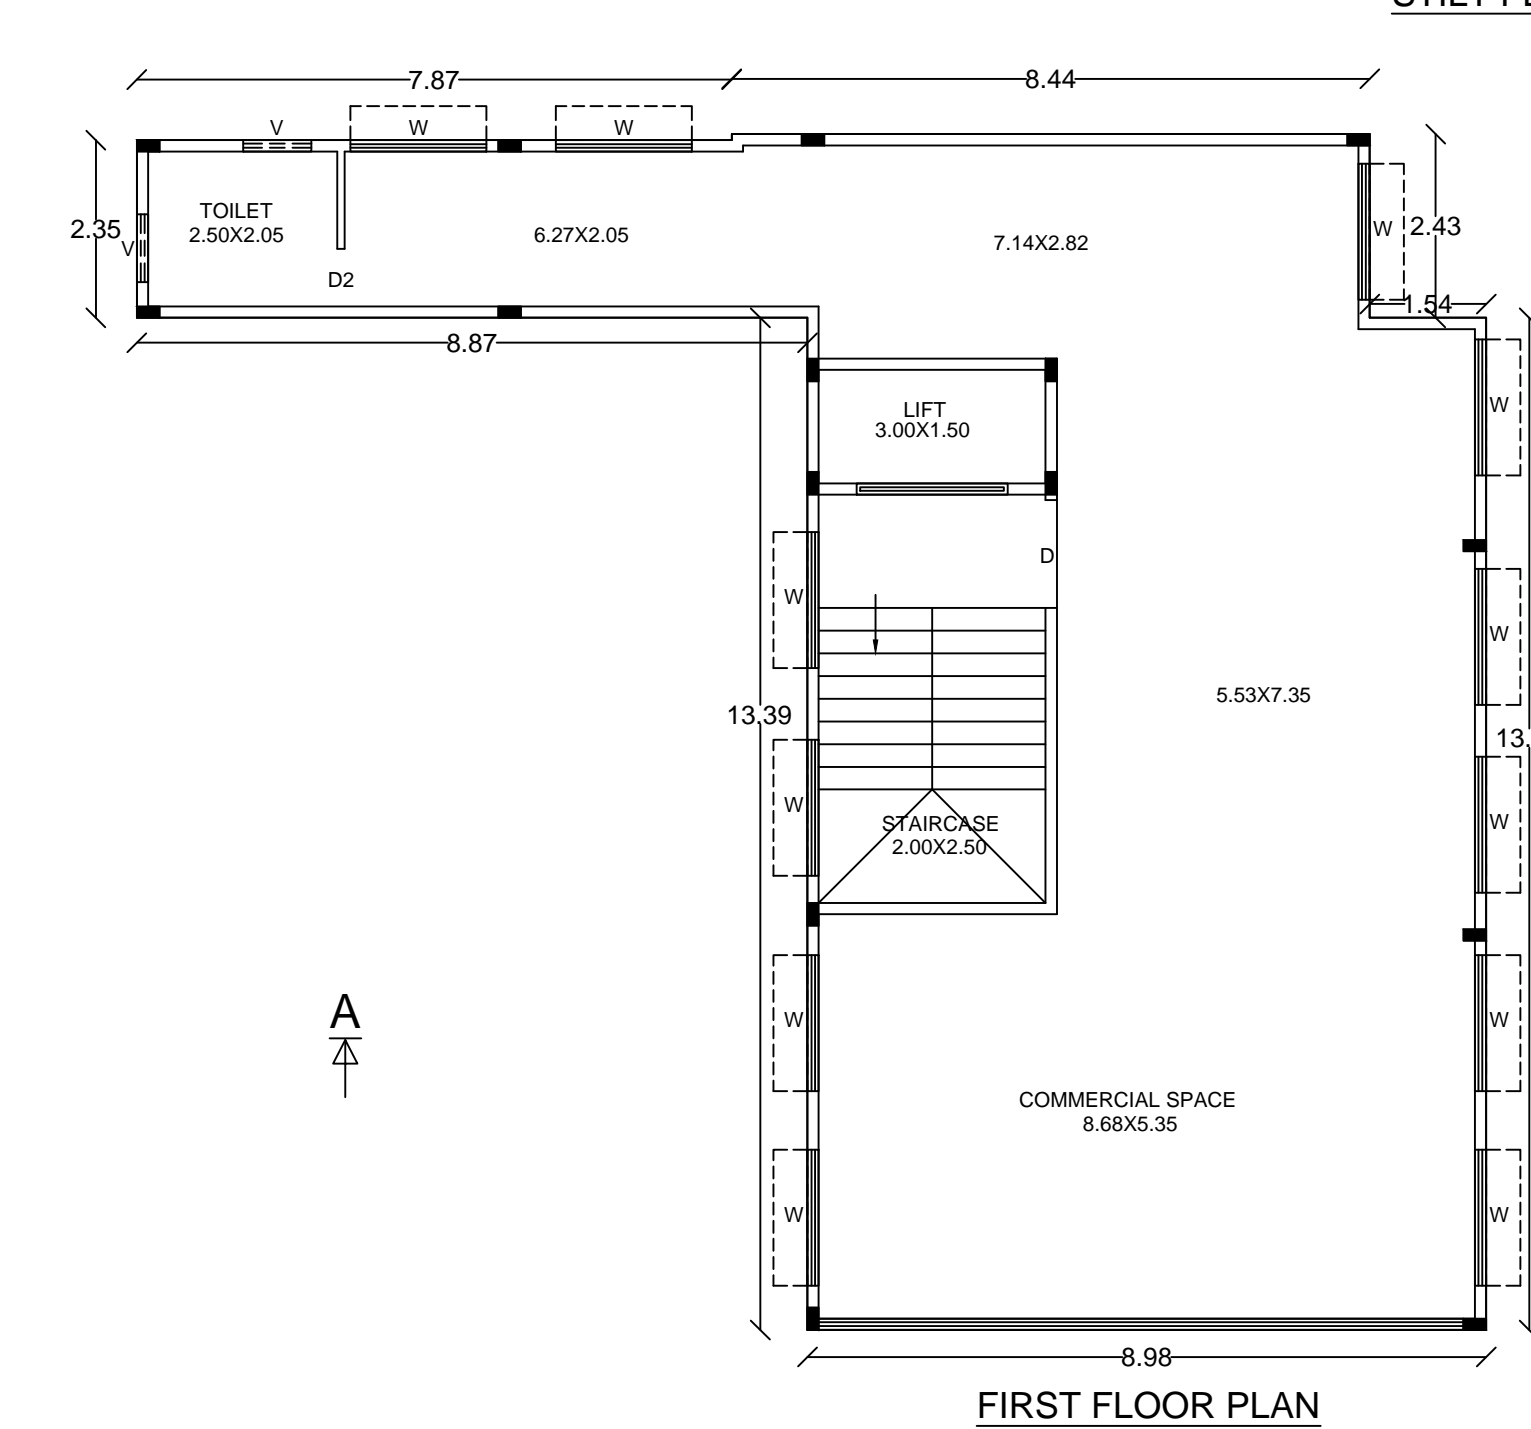 7.87
8.44
V
W
W
TOILET
2.50X2.05
2.35
V
6.27X2.05
7.14X2.82
W
2.43
D2
1.54
8.87
LIFT
3.00X1.50
W
D
W
W
W
5.53X7.35
13.39
13.
W
W
STAIRCASE
2.00X2.50
A
W
W
COMMERCIAL SPACE
8.68X5.35
W
W
8.98
FIRST FLOOR PLAN